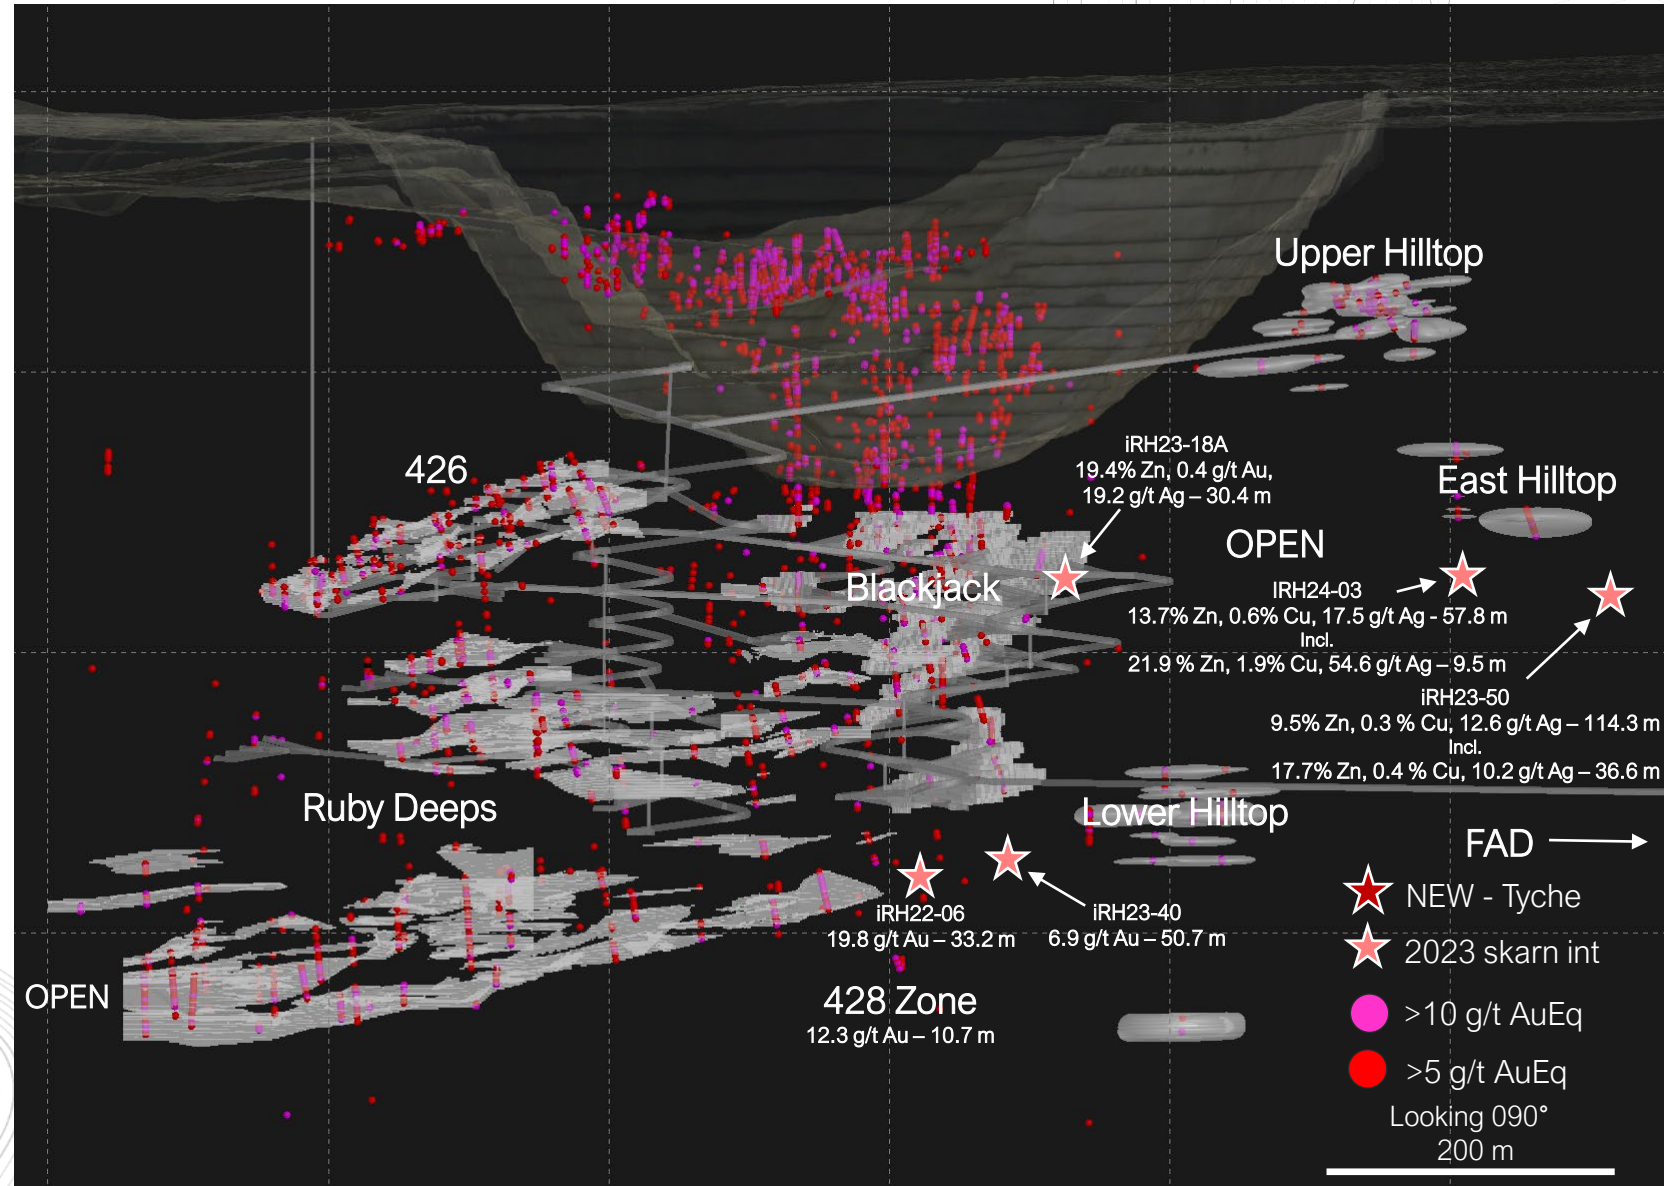 Upper Hilltop
426
iRH23-18A
19.4% Zn, 0.4 g/t Au,
19.2 g/t Ag – 30.4 m
East Hilltop
OPEN
Blackjack
IRH24-03
13.7% Zn, 0.6% Cu, 17.5 g/t Ag - 57.8 m
Incl.
21.9 % Zn, 1.9% Cu, 54.6 g/t Ag – 9.5 m
iRH23-50
9.5% Zn, 0.3 % Cu, 12.6 g/t Ag – 114.3 m
Incl.
17.7% Zn, 0.4 % Cu, 10.2 g/t Ag – 36.6 m
Ruby Deeps
Lower Hilltop
FAD
iRH22-06
19.8 g/t Au – 33.2 m
iRH23-40
6.9 g/t Au – 50.7 m
OPEN
428 Zone
12.3 g/t Au – 10.7 m
NEW - Tyche
2023 skarn int
>10 g/t AuEq
>5 g/t AuEq
Looking 090°
200 m